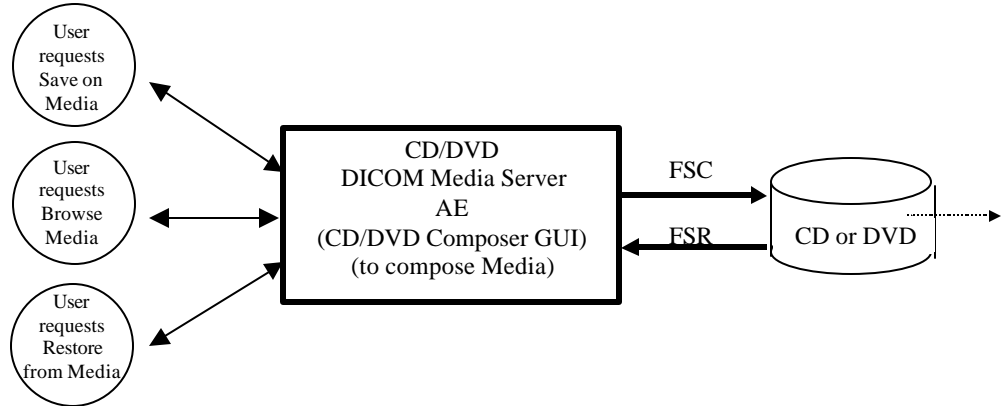 User
requests
Save on
Media
User
requests
Browse
Media
User
requests
Restore
from Media
CD/DVD
DICOM Media Server
AE
(CD/DVD Composer GUI)
(to compose Media)
FSC
FSR
CD or DVD